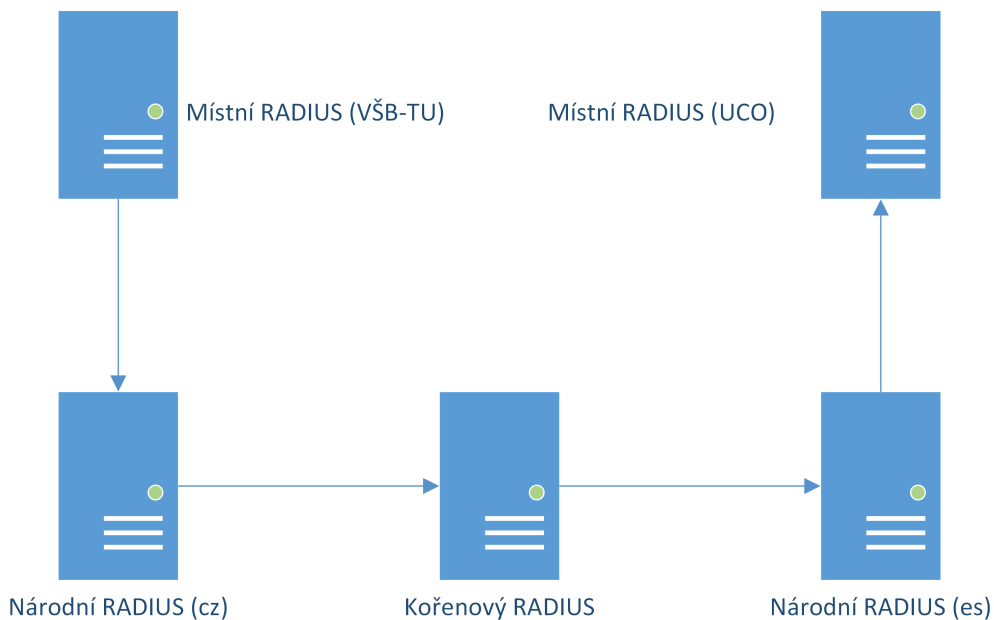 Místní RADIUS (VŠB-TU)
Místní RADIUS (UCO)
Národní RADIUS (cz)
Kořenový RADIUS
Národní RADIUS (es)